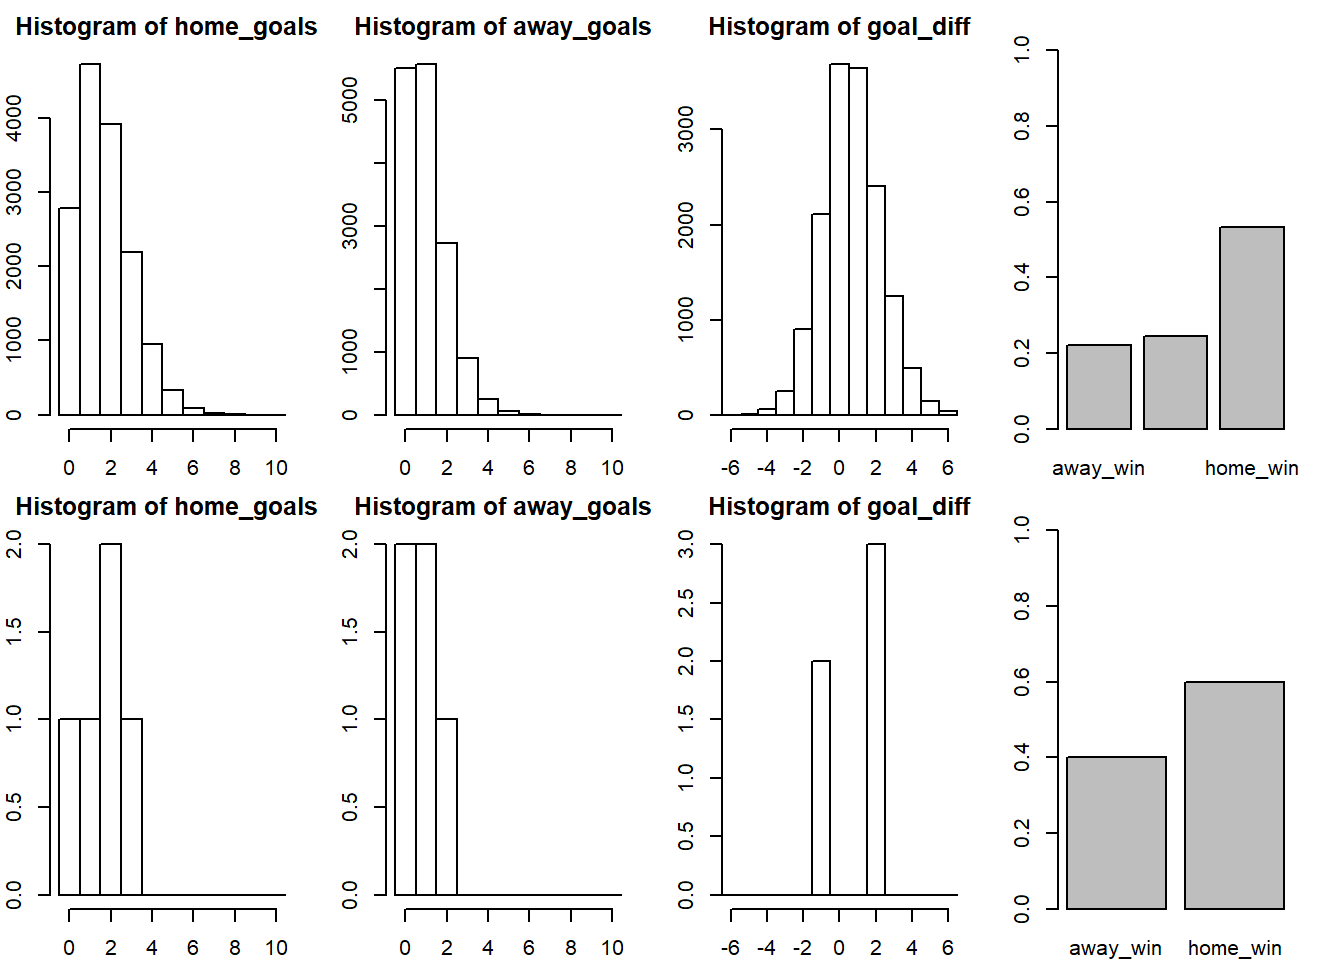 Histogram of home_goals
0 1000 2000 3000 4000
0 2 4 6 8 10
Histogram of away_goals
0 1000 3000 5000
0 2 4 6 8 10
Histogram of goal_diff
0 1000 2000 3000
-6 -4 -2 0 2 4 6
0.0 0.2 0.4 0.6 0.8 1.0
away_win home_win
Histogram of home_goals
0.0 0.5 1.0 1.5 2.0
0 2 4 6 8 10
Histogram of away_goals
0.0 0.5 1.0 1.5 2.0
0 2 4 6 8 10
Histogram of goal_diff
0.0 0.5 1.0 1.5 2.0 2.5 3.0
-6 -4 -2 0 2 4 6
0.0 0.2 0.4 0.6 0.8 1.0
away_win home_win